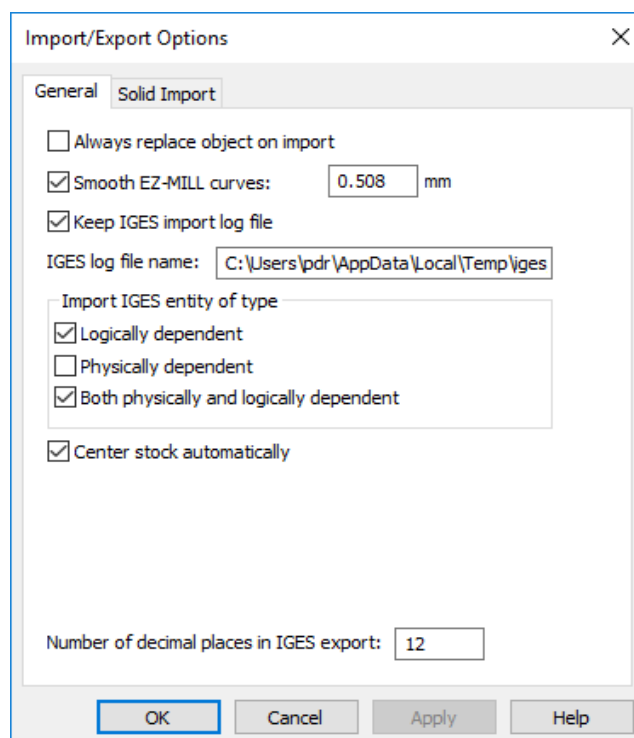 Import/Export Options
General Solid Import
Always replace object on import
Smooth EZ-MILL curves: 0.508 mm
Keep IGES import log file
IGES log file name: C:\Users\pdr\AppData\Local\Temp\iges
Import IGES entity of type
Logically dependent
Physically dependent
Both physically and logically dependent
Center stock automatically
Number of decimal places in IGES export: 12
OK Cancel Apply Help